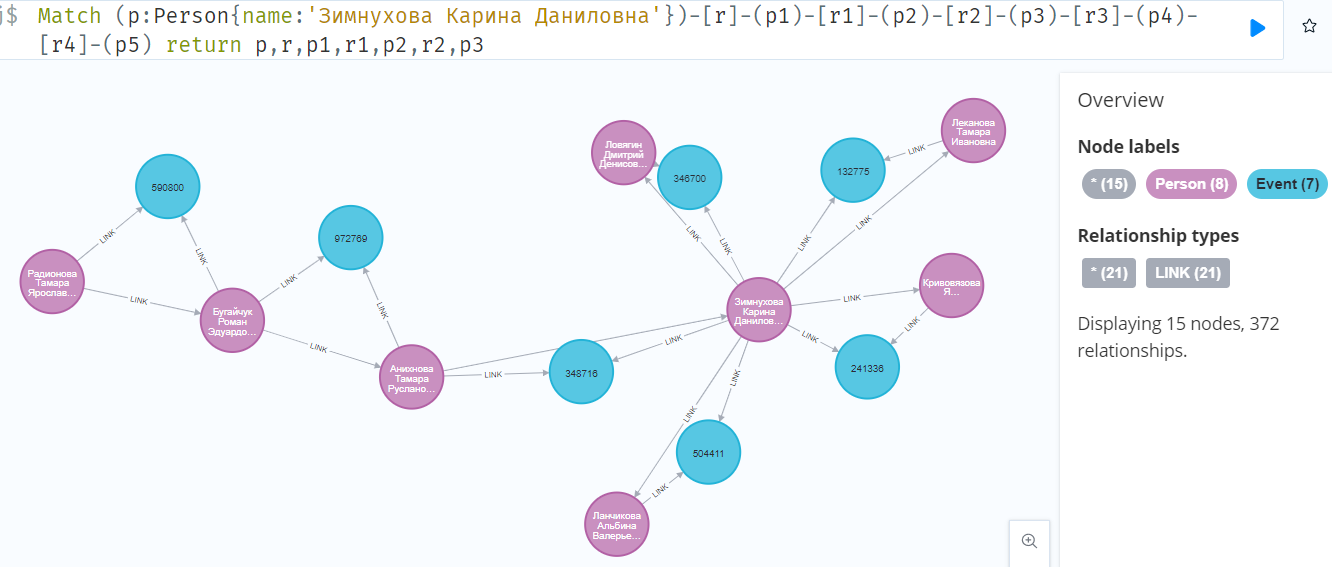 j$ Match (p:Person{name:'Зимнухова Карина Даниловна'})-[r]-(p1)-[r1]-(p2)-[r2]-(p3)-[r3]-(p4)-
[r4]-(p5) return p,r,p1,r1,p2,r2,p3
Overview
Node labels
* (15) Person (8) Event (7)
Relationship types
* (21) LINK (21)
Displaying 15 nodes, 372
relationships.
590800
LINK
LINK
Радионова
Тамара
Ярослав...
LINK
Бугайчук
Роман
Эдуардо...
LINK
972769
LINK
LINK
Анихнова
Тамара
Руслано...
LINK
348716
LINK
Ловягин
Дмитрий
Денисов...
346700
LINK
LINK
132775
LINK
Леканова
Тамара
Ивановна
LINK
LINK
Зимнухова
Карина
Данилов...
LINK
Кривовязова
Я...
LINK
LINK
241336
LINK
LINK
504411
LINK
Ланчикова
Альбина
Валерье...